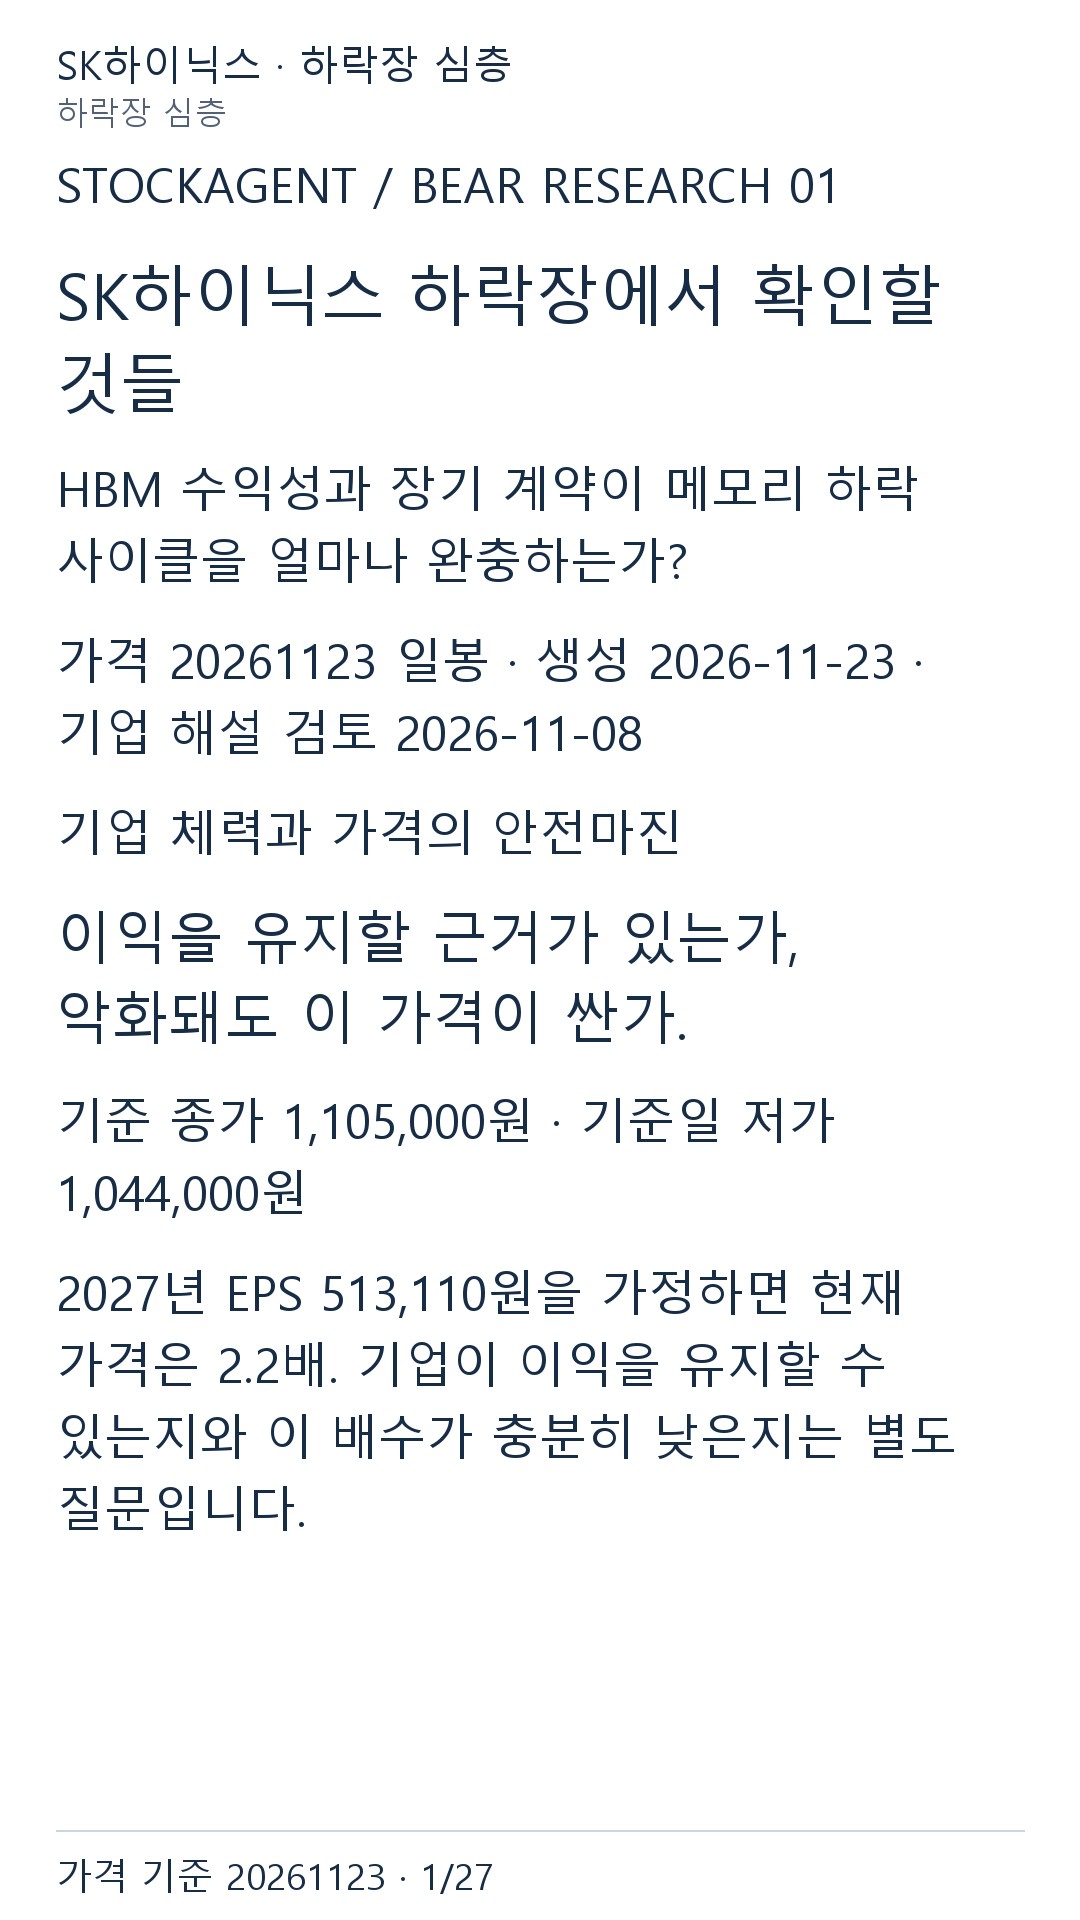 SK하이닉스 · 하락장 심층
하락장 심층
STOCKAGENT / BEAR RESEARCH 01
SK하이닉스 하락장에서 확인할
것들
HBM 수익성과 장기 계약이 메모리 하락
사이클을 얼마나 완충하는가?
가격 20261123 일봉 · 생성 2026-11-23 ·
기업 해설 검토 2026-11-08
기업 체력과 가격의 안전마진
이익을 유지할 근거가 있는가,
악화돼도 이 가격이 싼가.
기준 종가 1,105,000원 · 기준일 저가
1,044,000원
2027년 EPS 513,110원을 가정하면 현재
가격은 2.2배. 기업이 이익을 유지할 수
있는지와 이 배수가 충분히 낮은지는 별도
질문입니다.
가격 기준 20261123 · 1/27